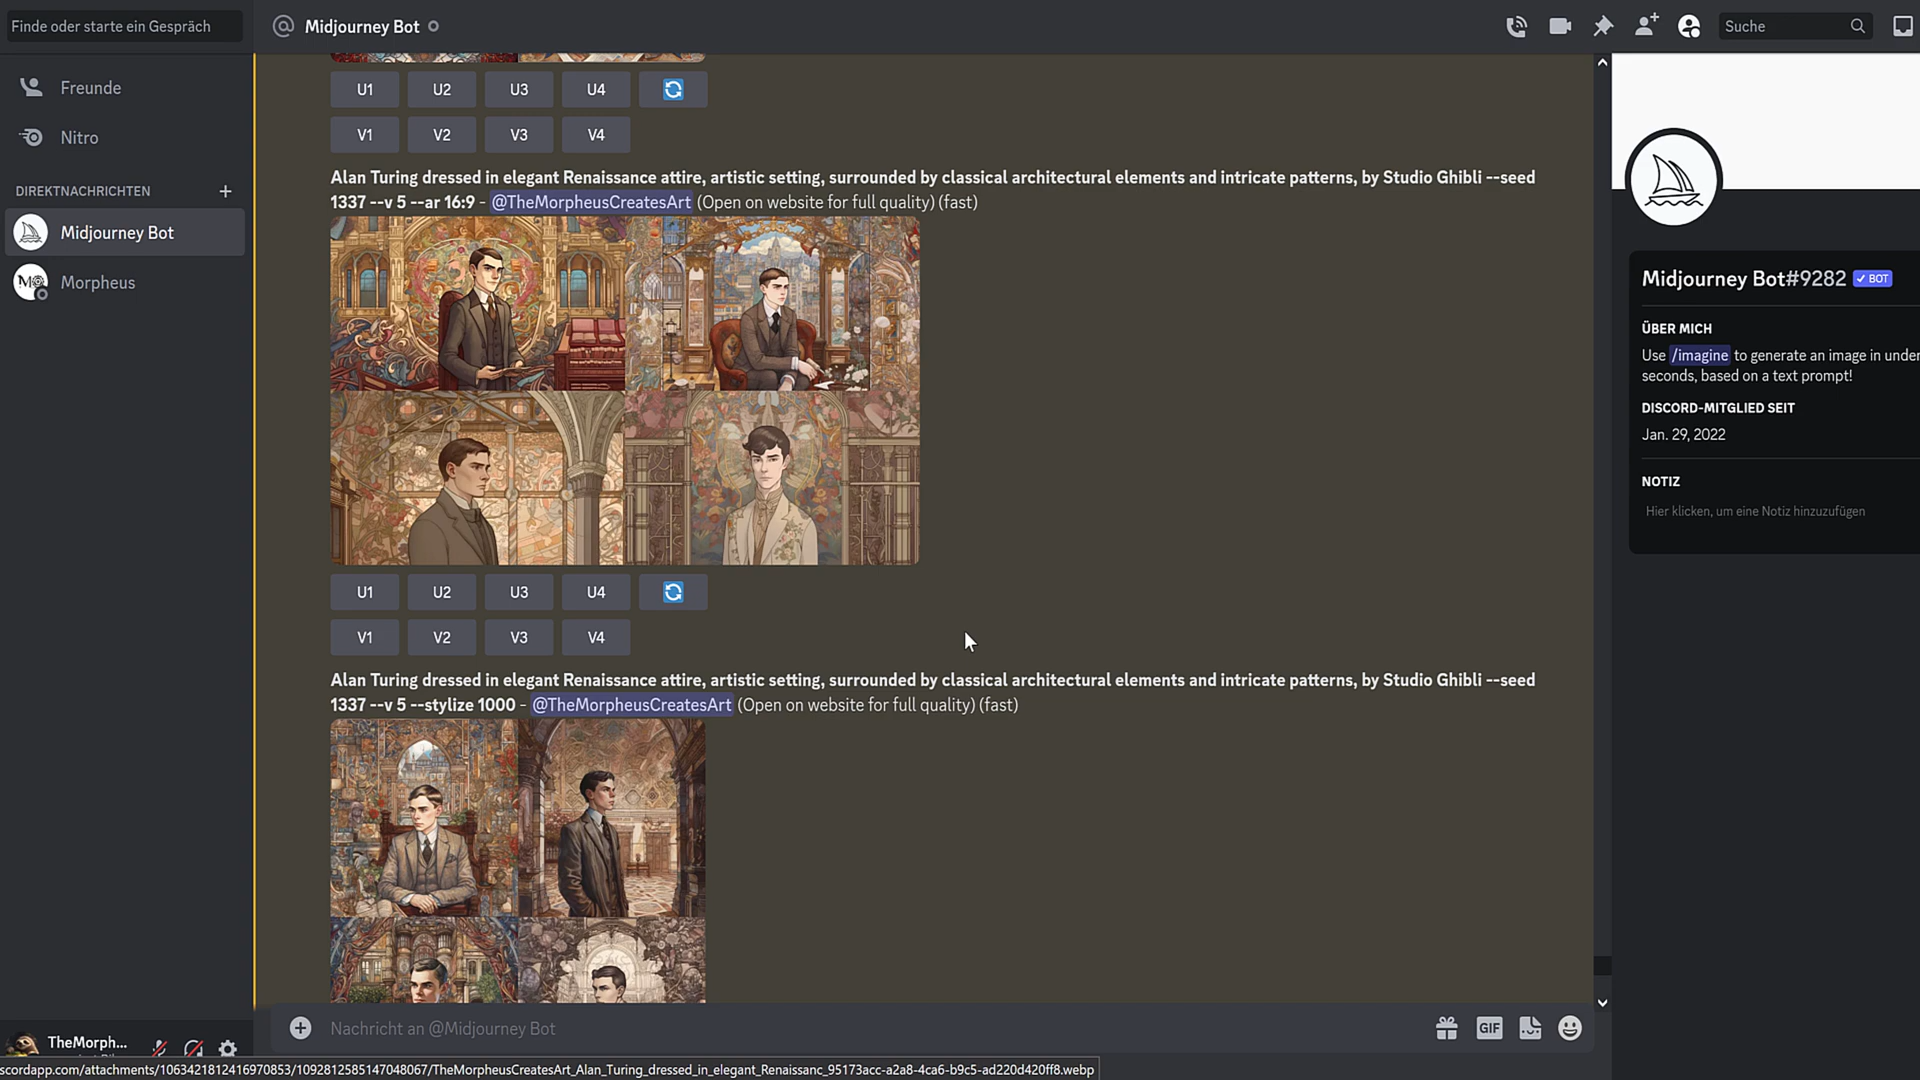 Finde oder starte ein Gespräch
Midjourney Bot
Suche
Freunde
Nitro
DIREKTNACHRICHTEN
Midjourney Bot
Morpheus
U1 U2 U3 U4
V1 V2 V3 V4
Alan Turing dressed in elegant Renaissance attire, artistic setting, surrounded by classical architectural elements and intricate patterns, by Studio Ghibli --seed
1337 --v 5 --ar 16:9 - @TheMorpheusCreatesArt (Open on website for full quality) (fast)
U1 U2 U3 U4
V1 V2 V3 V4
Alan Turing dressed in elegant Renaissance attire, artistic setting, surrounded by classical architectural elements and intricate patterns, by Studio Ghibli --seed
1337 --v 5 --stylize 1000 - @TheMorpheusCreatesArt (Open on website for full quality) (fast)
Nachricht an @Midjourney Bot
GIF
Midjourney Bot#9282 BOT
ÜBER MICH
Use /imagine to generate an image in under
seconds, based on a text prompt!
DISCORD-MITGLIED SEIT
Jan. 29, 2022
NOTIZ
Hier klicken, um eine Notiz hinzuzufügen
TheMorph...
scordapp.com/attachments/1063421812416970853/1092812585147048067/TheMorpheusCreatesArt_Alan_Turing_dressed_in_elegant_Renaissanc_95173acc-a2a8-4ca6-b9c5-ad220d420ff8.webp